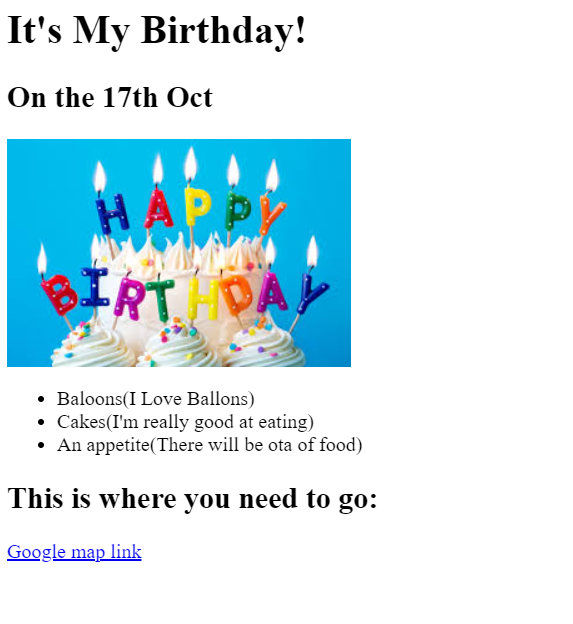 It's My Birthday!
On the 17th Oct
HAPPY
BIRTHDAY
Baloons(I Love Ballons)
Cakes(I'm really good at eating)
An appetite(There will be ota of food)
This is where you need to go:
Google map link